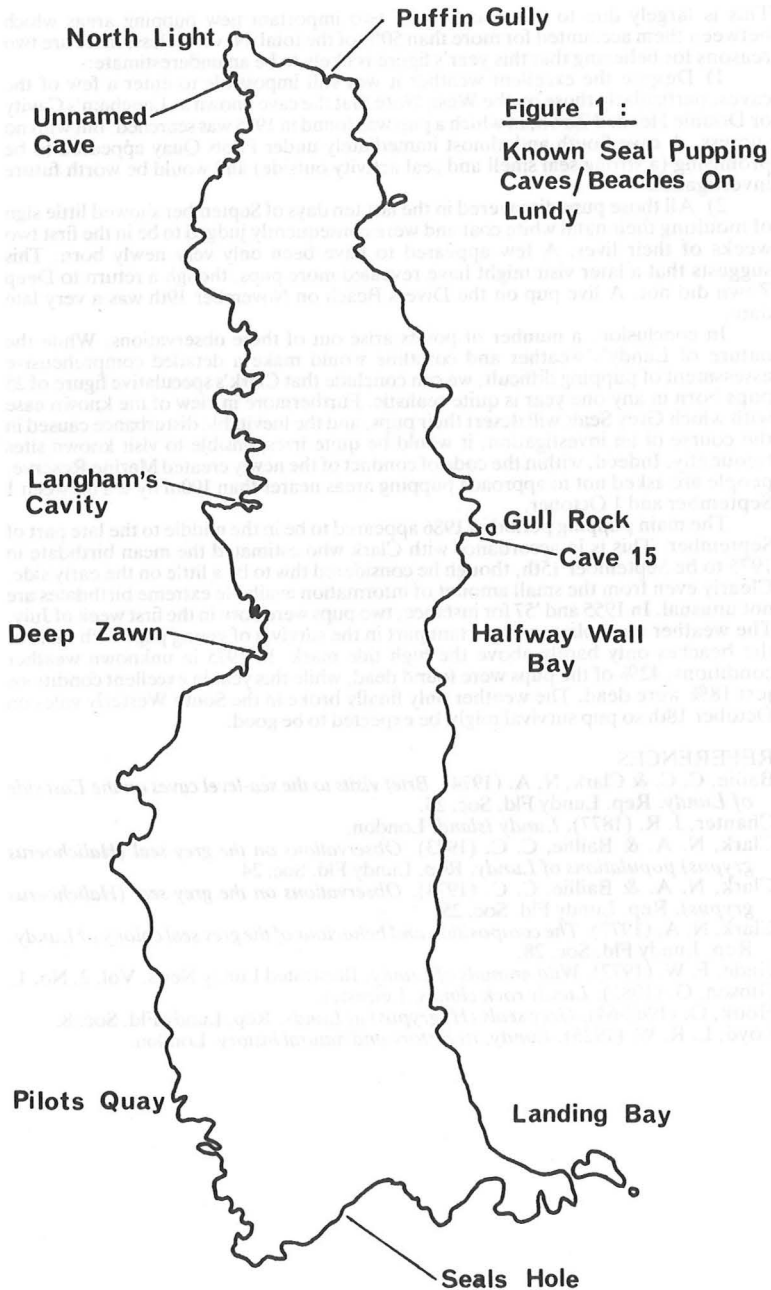 North Light
Puffin Gully
Unnamed
Cave
Figure 1 :
Known Seal Pupping
Caves/Beaches On
Lundy
Langham's
Cavity
Gull Rock
Cave 15
Deep Zawn
Halfway Wall
Bay
Pilots Quay
Landing Bay
Seals Hole